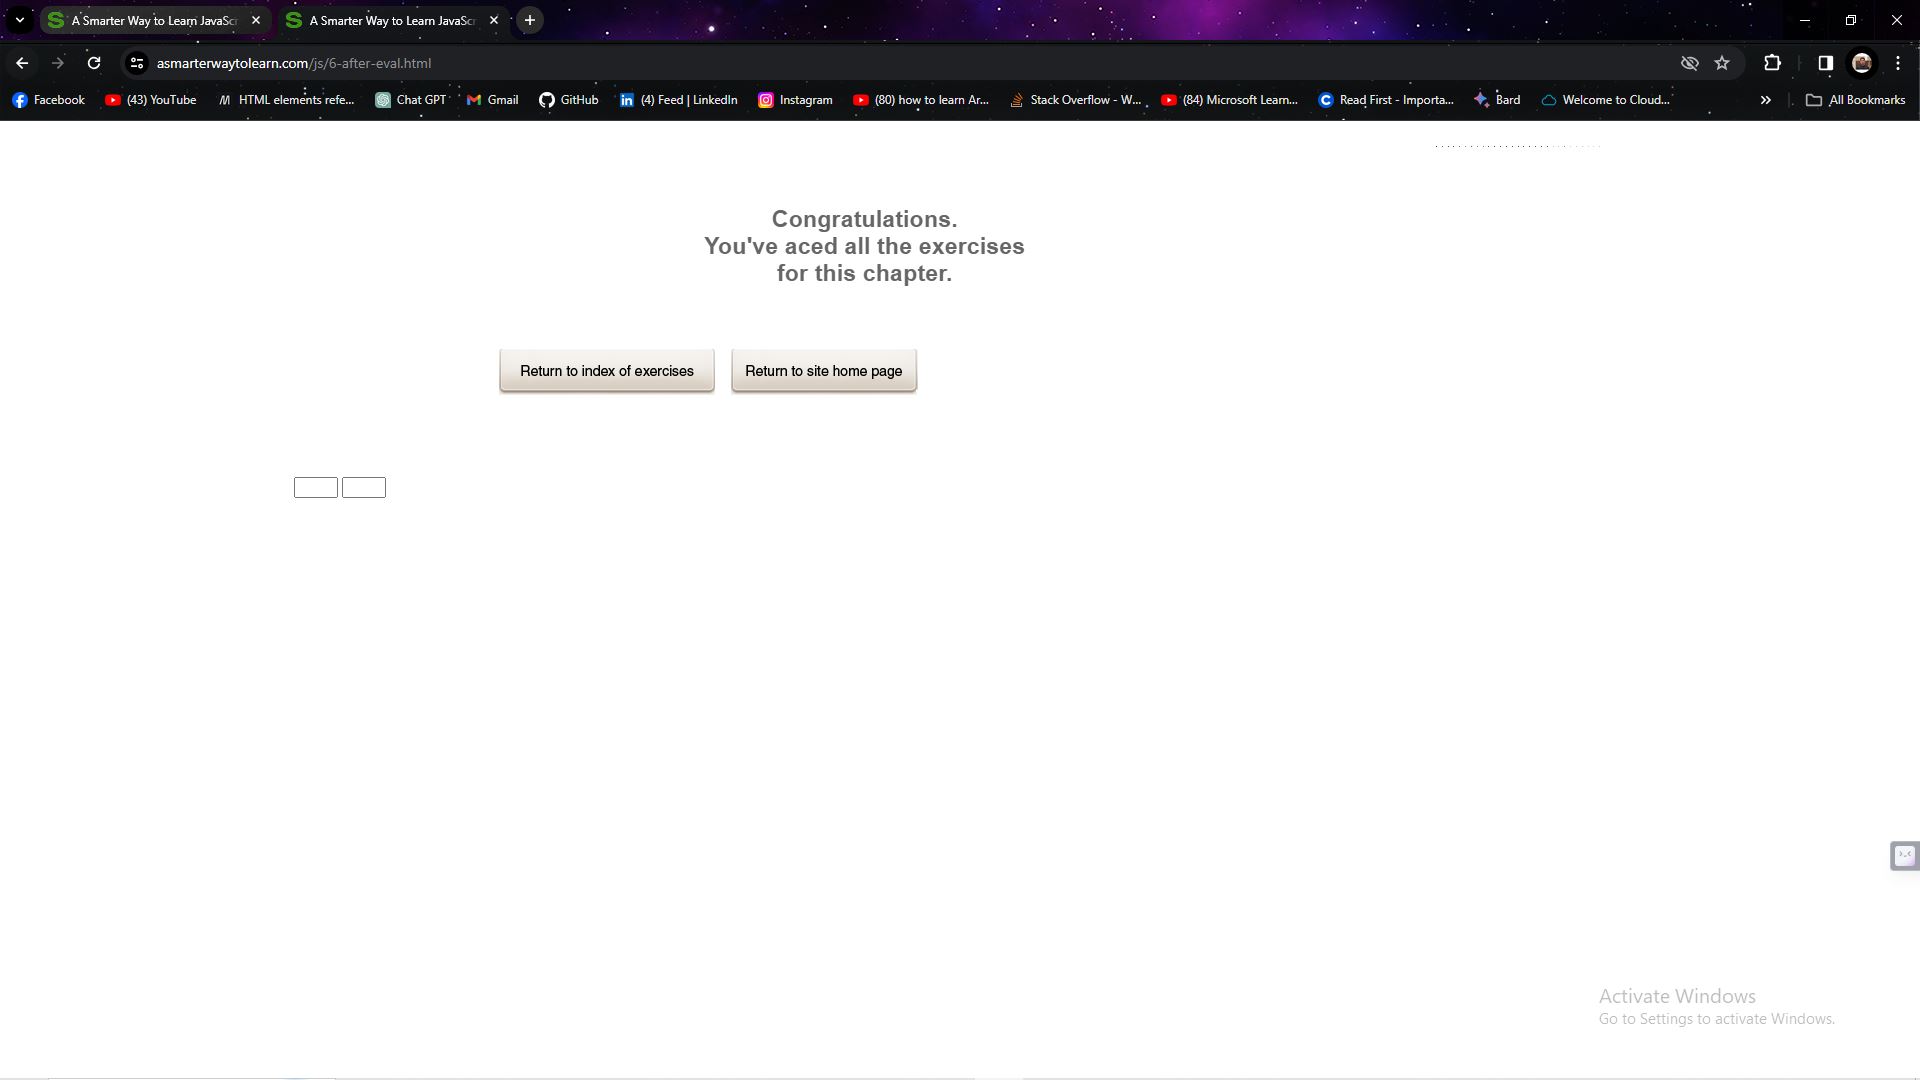 A Smarter Way to Learn JavaSc
A Smarter Way to Learn JavaScr
asmarterwaytolearn.com/js/6-after-eval.html
Facebook
(43) YouTube
HTML elements refe...
Chat GPT
Gmail
GitHub
(4) Feed | LinkedIn
Instagram
(80) how to learn Ar...
Stack Overflow - W...
(84) Microsoft Learn...
Read First - Importa...
Bard
Welcome to Cloud...
All Bookmarks
Congratulations.
You've aced all the exercises
for this chapter.
Return to index of exercises
Return to site home page
Activate Windows
Go to Settings to activate Windows.